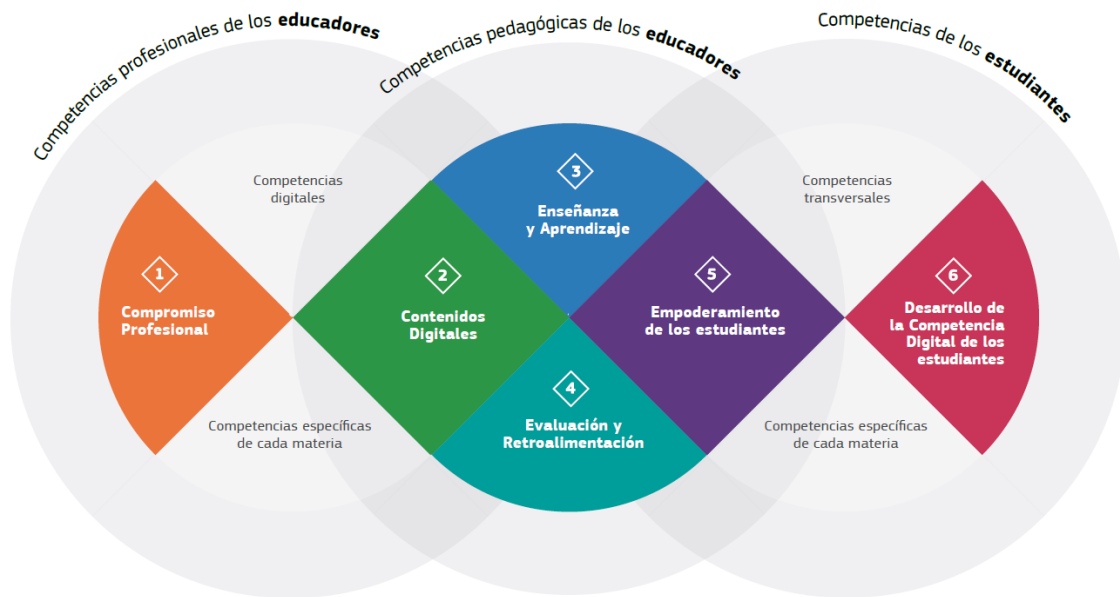 Competencias profesionales de los educadores
Competencias pedagógicas de los educadores
Competencias de los estudiantes
Competencias
digitales
Competencias
transversales
1
Compromiso
Profesional
2
Contenidos
Digitales
3
Enseñanza
y Aprendizaje
4
Evaluación y
Retroalimentación
5
Empoderamiento
de los estudiantes
6
Desarrollo de
la Competencia
Digital de los
estudiantes
Competencias específicas
de cada materia
Competencias específicas
de cada materia